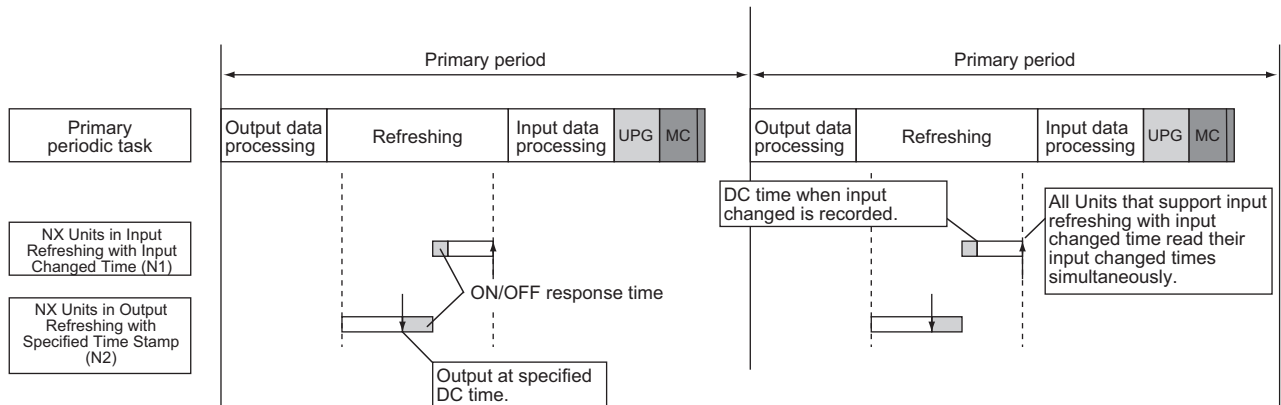 Primary period
Primary period
Primary
periodic task
Output data
processing
Refreshing
Input data
processing
UPG
MC
Output data
processing
Refreshing
Input data
processing
UPG
MC
DC time when input
changed is recorded.
All Units that support input
refreshing with input
changed time read their
input changed times
simultaneously.
NX Units in Input
Refreshing with Input
Changed Time (N1)
ON/OFF response time
NX Units in Output
Refreshing with
Specified Time Stamp
(N2)
Output at specified
DC time.